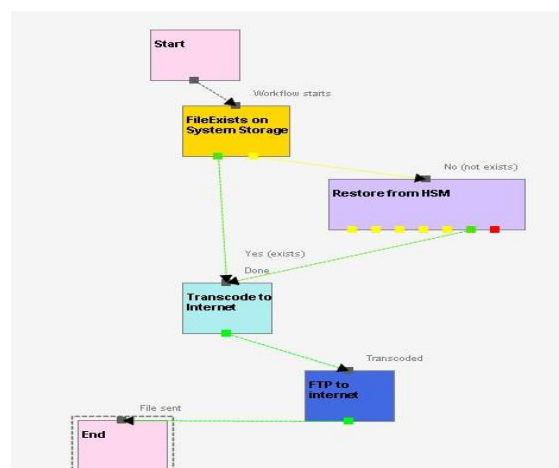 Start
Workflow starts
FileExists on
System Storage
No (not exists)
Restore from HSM
Yes (exists)
Done
Transcode to
Internet
Transcoded
FTP to
internet
File sent
End